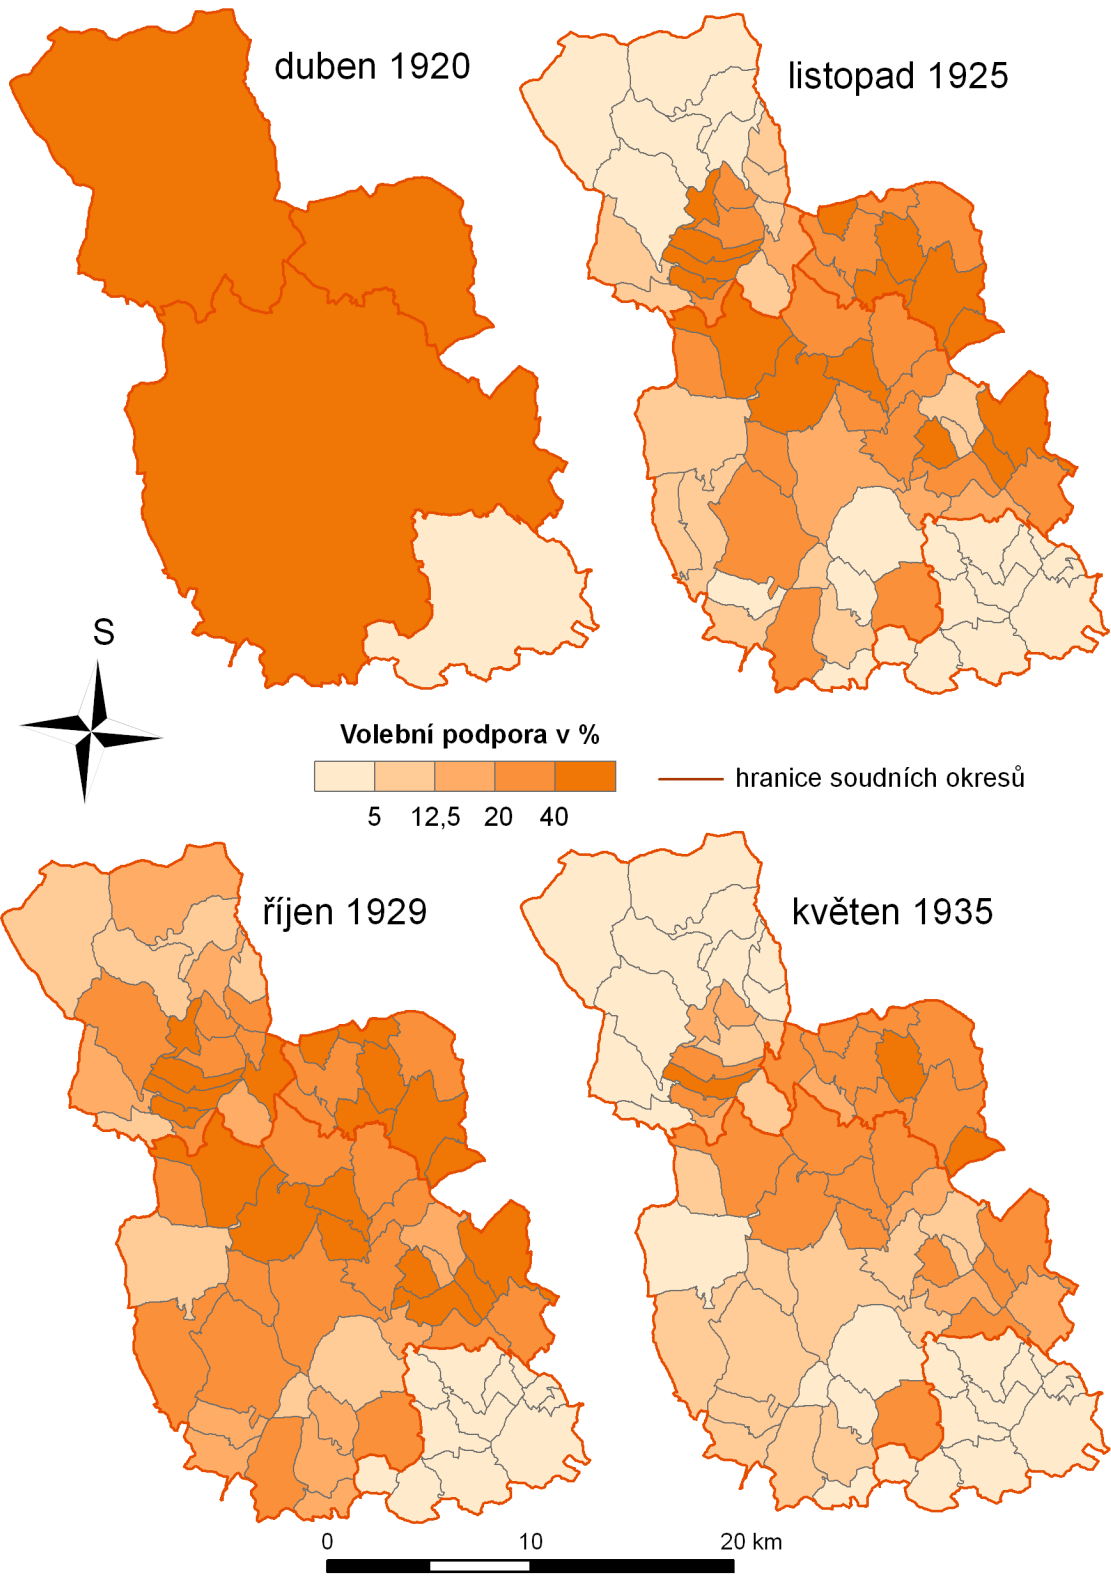 duben 1920
listopad 1925
S
Volební podpora v %
5 12,5 20 40
hranice soudních okresů
říjen 1929
květen 1935
0 10 20 km